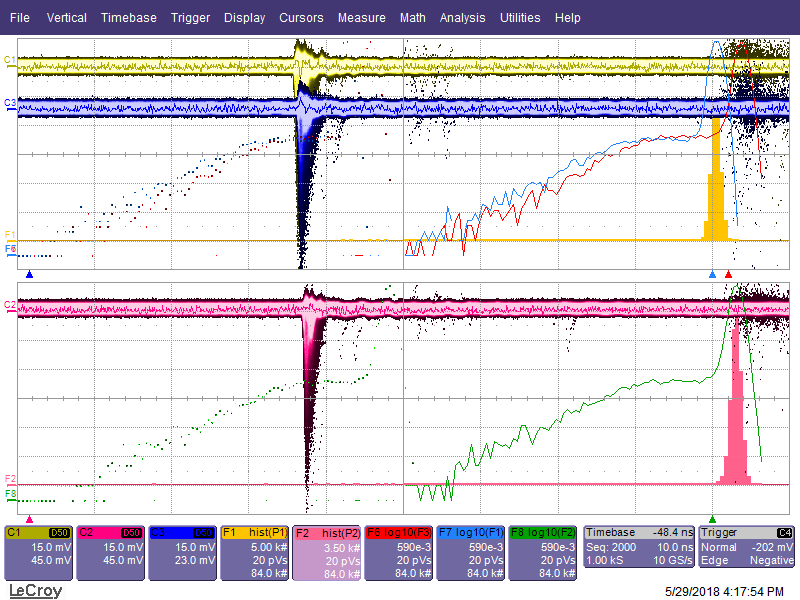 File Vertical Timebase Trigger Display Cursors Measure Math Analysis Utilities Help
C1
C3
F1
C2
F2
F8
C1 D50
15.0 mV
45.0 mV
C2 D50
15.0 mV
45.0 mV
C3 D50
15.0 mV
23.0 mV
F1 hist(P1)
5.00 k#
20 pVs
84.0 k#
F2 hist(P2)
3.50 k#
20 pVs
84.0 k#
F6 log10(F3)
590e-3
20 pVs
84.0 k#
F7 log10(F1)
590e-3
20 pVs
84.0 k#
F8 log10(F2)
590e-3
20 pVs
84.0 k#
Timebase -48.4 ns
Seq: 2000 10.0 ns
1.00 kS 10 GS/s
Trigger C4
Normal -202 mV
Edge Negative
LeCroy
5/29/2018 4:17:54 PM